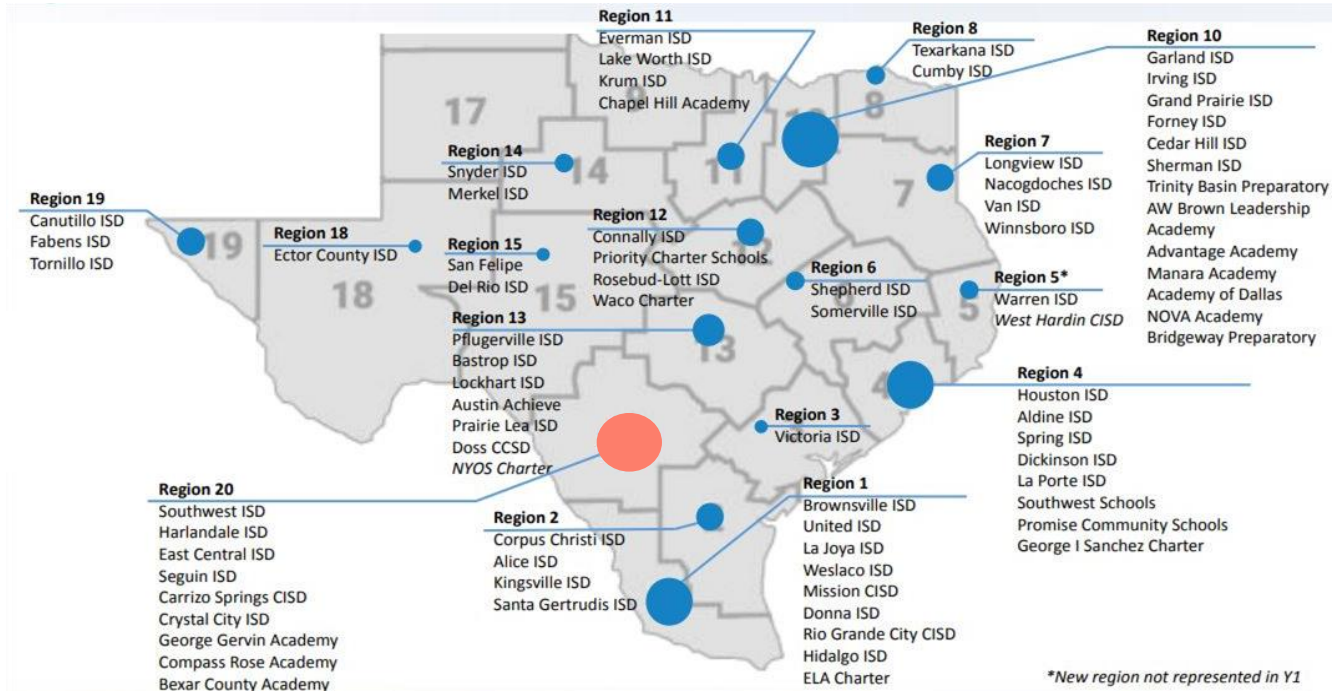 Region 11
Everman ISD
Lake Worth ISD
Krum ISD
Chapel Hill Academy
Region 8
Texarkana ISD
Cumby ISD
Region 10
Garland ISD
Irving ISD
Grand Prairie ISD
Forney ISD
Cedar Hill ISD
Sherman ISD
Trinity Basin Preparatory
AW Brown Leadership
Academy
Advantage Academy
Manara Academy
Academy of Dallas
NOVA Academy
Bridgeway Preparatory
Region 14
Snyder ISD
Merkel ISD
Region 7
Longview ISD
Nacogdoches ISD
Van ISD
Winnsboro ISD
Region 19
Canutillo ISD
Fabens ISD
Tornillo ISD
Region 18
Ector County ISD
Region 15
San Felipe
Del Rio ISD
Region 12
Connally ISD
Priority Charter Schools
Rosebud-Lott ISD
Waco Charter
Region 6
Shepherd ISD
Somerville ISD
Region 5*
Warren ISD
West Hardin CISD
Region 13
Pflugerville ISD
Bastrop ISD
Lockhart ISD
Austin Achieve
Prairie Lea ISD
Doss CCSD
NYOS Charter
Region 3
Victoria ISD
Region 4
Houston ISD
Aldine ISD
Spring ISD
Dickinson ISD
La Porte ISD
Southwest Schools
Promise Community Schools
George I Sanchez Charter
Region 20
Southwest ISD
Harlandale ISD
East Central ISD
Seguin ISD
Carrizo Springs CISD
Crystal City ISD
George Gervin Academy
Compass Rose Academy
Bexar County Academy
Region 2
Corpus Christi ISD
Alice ISD
Kingsville ISD
Santa Gertrudis ISD
Region 1
Brownsville ISD
United ISD
La Joya ISD
Weslaco ISD
Mission CISD
Donna ISD
Rio Grande City CISD
Hidalgo ISD
ELA Charter
*New region not represented in Y1
17
9
8
14
11
7
19
18
15
12
5
13
4